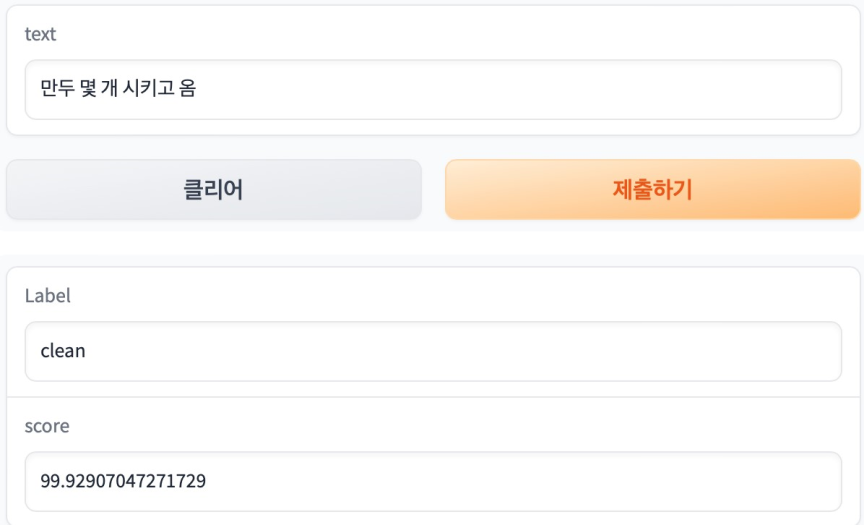 text
만두 몇 개 시키고 옴
클리어
제출하기
Label
clean
score
99.92907047271729